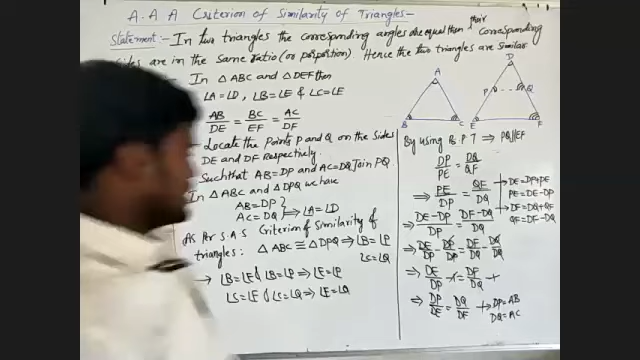 A.A A Criterion of Similarity of Triangles-
Statement:- In two triangles the corresponding angles are equal then their corresponding
sides are in the same ratio (or proportion). Hence the two triangles are similar
In △ABC and △DEF then
∠A=∠D, ∠B=∠E & ∠C=∠E
AB/DE = BC/EF = AC/DF
Locate the Points P and Q on the Sides
DE and DF Respectively
Such that AB=DP and AC=DQ Join PQ.
In △ABC and △DPQ we have
AB=DP
AC=DQ } ⇒ ∠A=∠D
As Per S.A.S Criterion of Similarity of
triangles: △ABC ≅ △DPQ ⇒ ∠B=∠P
∠C=∠Q
→ ∠B=∠E & ∠B=∠P ⇒ ∠E=∠P
∠C=∠E & ∠C=∠Q ⇒ ∠E=∠Q
A
B
C
D
P
Q
E
F
By using B.P.T ⇒ PQ∥EF
DP/PE = DQ/QF
⇒ PE/DP = QF/DQ
→ DE=DP+PE
PE=DE-DP
→ DF=DQ+QF
QF=DF-DQ
⇒ DE-DP/DP = DF-DQ/DQ
⇒ DE/DP - DP/DP = DF/DQ - DQ/DQ
⇒ DE/DP - 1 = DF/DQ - 1
⇒ DP/DE = DQ/DF → DP=AB
DQ=AC